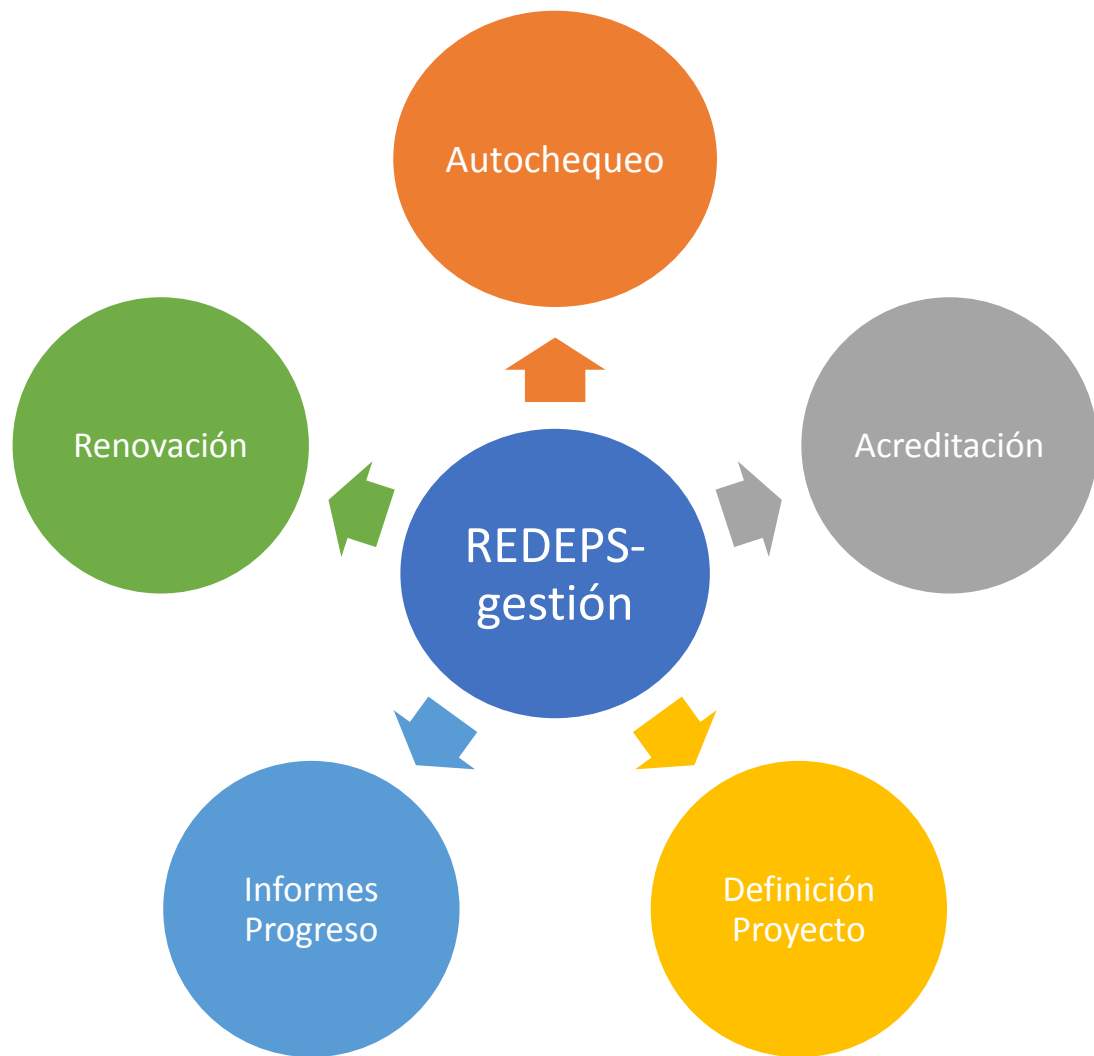 Autochequeo
Renovación
Acreditación
REDEPS-
gestión
Informes
Progreso
Definición
Proyecto